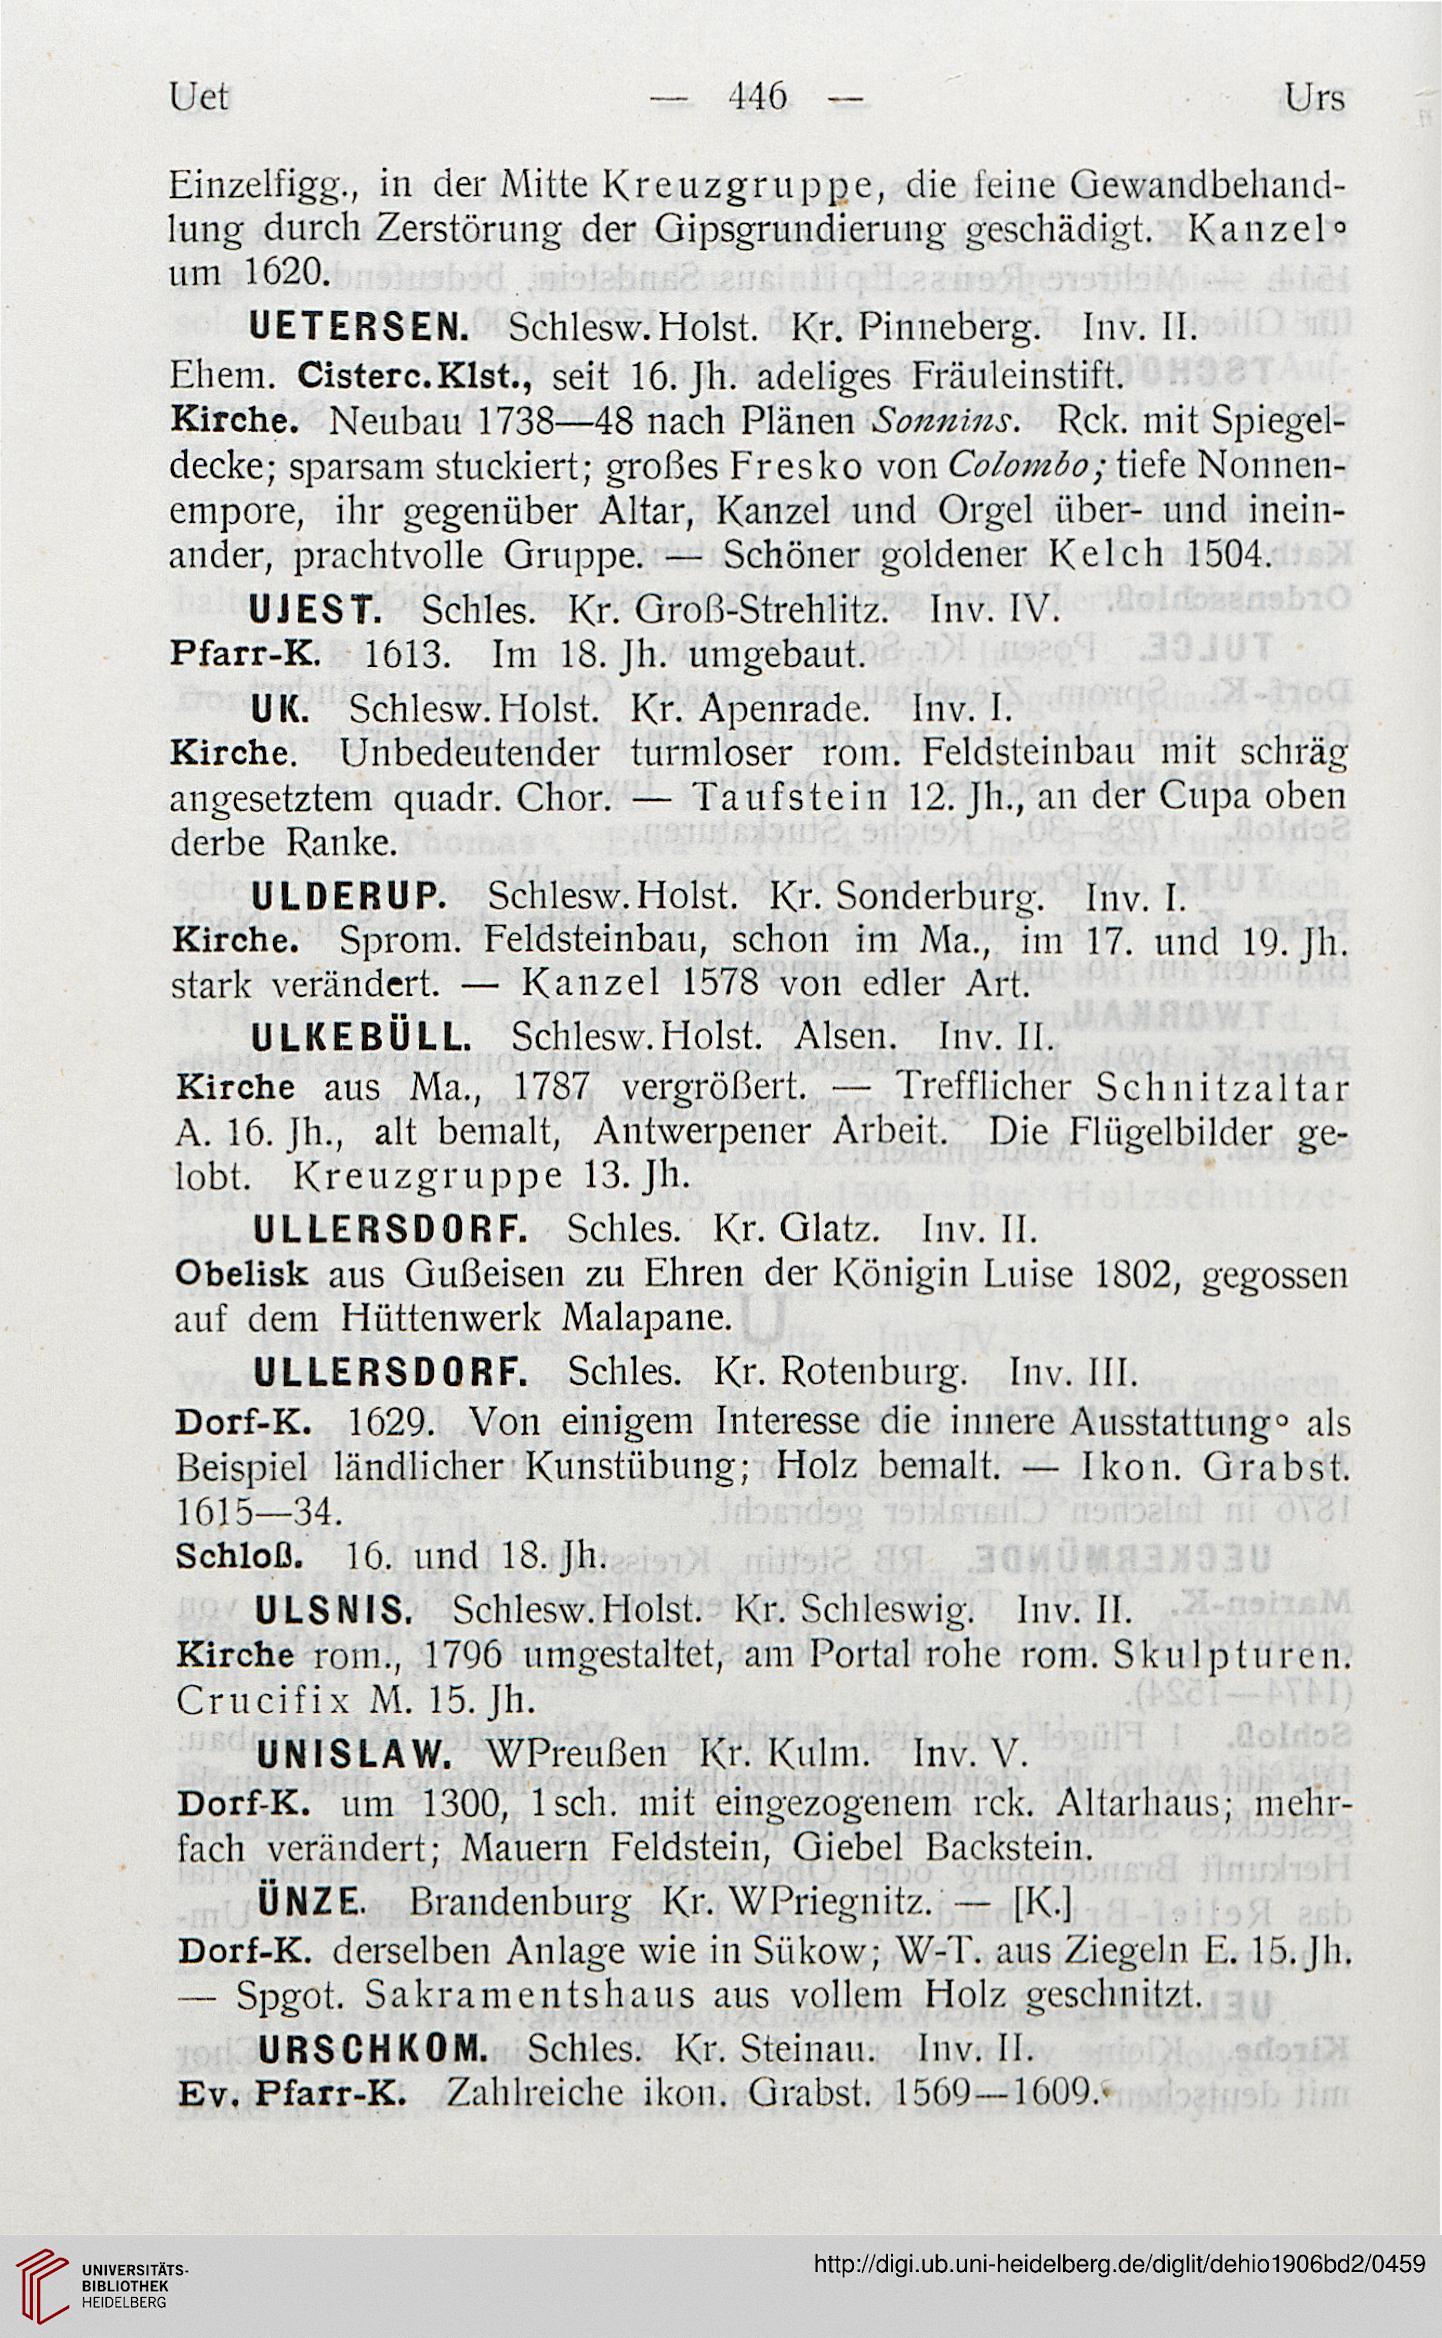 Uet — 446 — Urs
Einzelfigg., in der Mitte Kreuzgruppe, die feine Gewandbehand-
lung durch Zerstörung der Gipsgrundierung geschädigt. Kanzel°
um 1620.
UETERSEN. Schlesw. Holst. Kr. Pinneberg. Inv. II.
Ehem. Cisterc. Klst., seit 16. Jh. adeliges Fräuleinstift.
Kirche. Neubau 1738—48 nach Plänen Sonnins. Rck. mit Spiegel-
decke; sparsam stuckiert; großes Fresko von Colombo; tiefe Nonnen-
empore, ihr gegenüber Altar, Kanzel und Orgel über- und inein-
ander, prachtvolle Gruppe. — Schöner goldener Kelch 1504.
UJEST. Schles. Kr. Groß-Strehlitz. Inv. IV.
Pfarr-K. 1613. Im 18. Jh. umgebaut.
UK. Schlesw. Holst. Kr. Apenrade. Inv. I.
Kirche. Unbedeutender turmloser rom. Feldsteinbau mit schräg
angesetztem quadr. Chor. — Taufstein 12. Jh., an der Cupa oben
derbe Ranke.
ULDERUP. Schlesw. Holst. Kr. Sonderburg. Inv. I.
Kirche. Sprom. Feldsteinbau, schon im Ma., im 17. und 19. Jh.
stark verändert. — Kanzel 1578 von edler Art.
ULKEBÜLL. Schlesw. Holst. Alsen. Inv. II.
Kirche aus Ma., 1787 vergrößert. — Trefflicher Schnitzaltar
A. 16. Jh., alt bemalt, Antwerpener Arbeit. Die Flügelbilder ge-
lobt. Kreuzgruppe 13. Jh.
ULLERSDORF. Schles. Kr. Glatz. Inv. II.
Obelisk aus Gußeisen zu Ehren der Königin Luise 1802, gegossen
auf dem Hüttenwerk Malapane.
ULLERSDORF. Schles. Kr. Rotenburg. Inv. III.
Dorf-K. 1629. Von einigem Interesse die innere Ausstattung° als
Beispiel ländlicher Kunstübung; Holz bemalt. — Ikon. Grabst.
1615—34.
Schloß. 16. und 18. Jh.
ULSNIS. Schlesw. Holst. Kr. Schleswig. Inv. II.
Kirche rom., 1796 umgestaltet, am Portal rohe rom. Skulpturen.
Crucifix M. 15. Jh.
UNISLAW. WPreußen Kr. Kulm. Inv. V.
Dorf-K. um 1300, 1sch. mit eingezogenem rck. Altarhaus; mehr-
fach verändert; Mauern Feldstein, Giebel Backstein.
ÜNZE. Brandenburg Kr. WPriegnitz. — [K.]
Dorf-K. derselben Anlage wie in Sükow; W-T. aus Ziegeln E. 15. Jh.
— Spgot. Sakramentshaus aus vollem Holz geschnitzt.
URSCHKOM. Schles. Kr. Steinau. Inv. II.
Ev. Pfarr-K. Zahlreiche ikon. Grabst. 1569—1609.
UNIVERSITÄTS-
BIBLIOTHEK
HEIDELBERG
http://digi.ub.uni-heidelberg.de/diglit/dehio1906bd2/0459